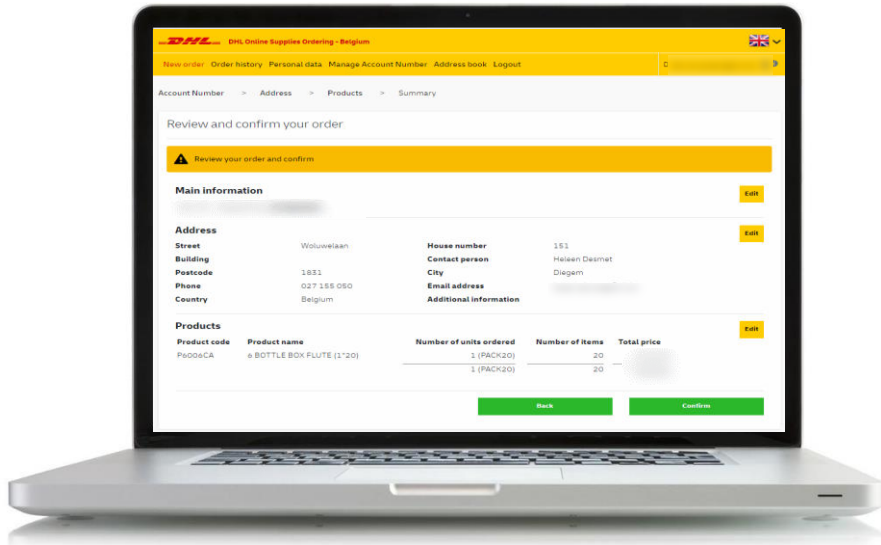 DHL DHL Online Supplies Ordering - Belgium
New order Order history Personal data Manage Account Number Address book Logout
Account Number > Address > Products > Summary
Review and confirm your order
Review your order and confirm
Main information Edit
Address Edit
Street Woluwelaan House number 151
Building Contact person Heleen Desmet
Postcode 1831 City Diegem
Phone 027 155 050 Email address
Country Belgium Additional information
Products Edit
Product code Product name Number of units ordered Number of items Total price
P6006CA 6 BOTTLE BOX FLUTE (1*20) 1 (PACK20) 20
1 (PACK20) 20
Back Confirm